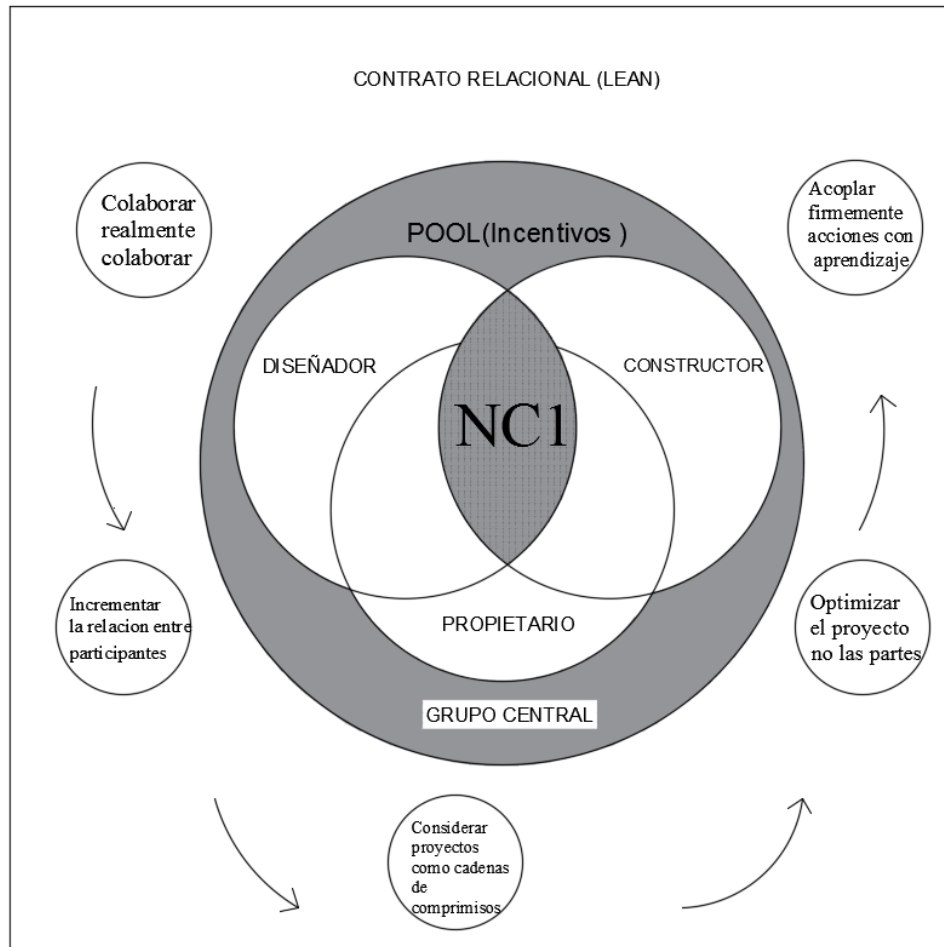 CONTRATO RELACIONAL (LEAN)
Colaborar
realmente
colaborar
Acoplar
firmemente
acciones con
aprendizaje
POOL(Incentivos )
DISEÑADOR
CONSTRUCTOR
NC1
Incrementar
la relacion entre
participantes
Optimizar
el proyecto
no las partes
PROPIETARIO
GRUPO CENTRAL
Considerar
proyectos
como cadenas
de
comprimisos